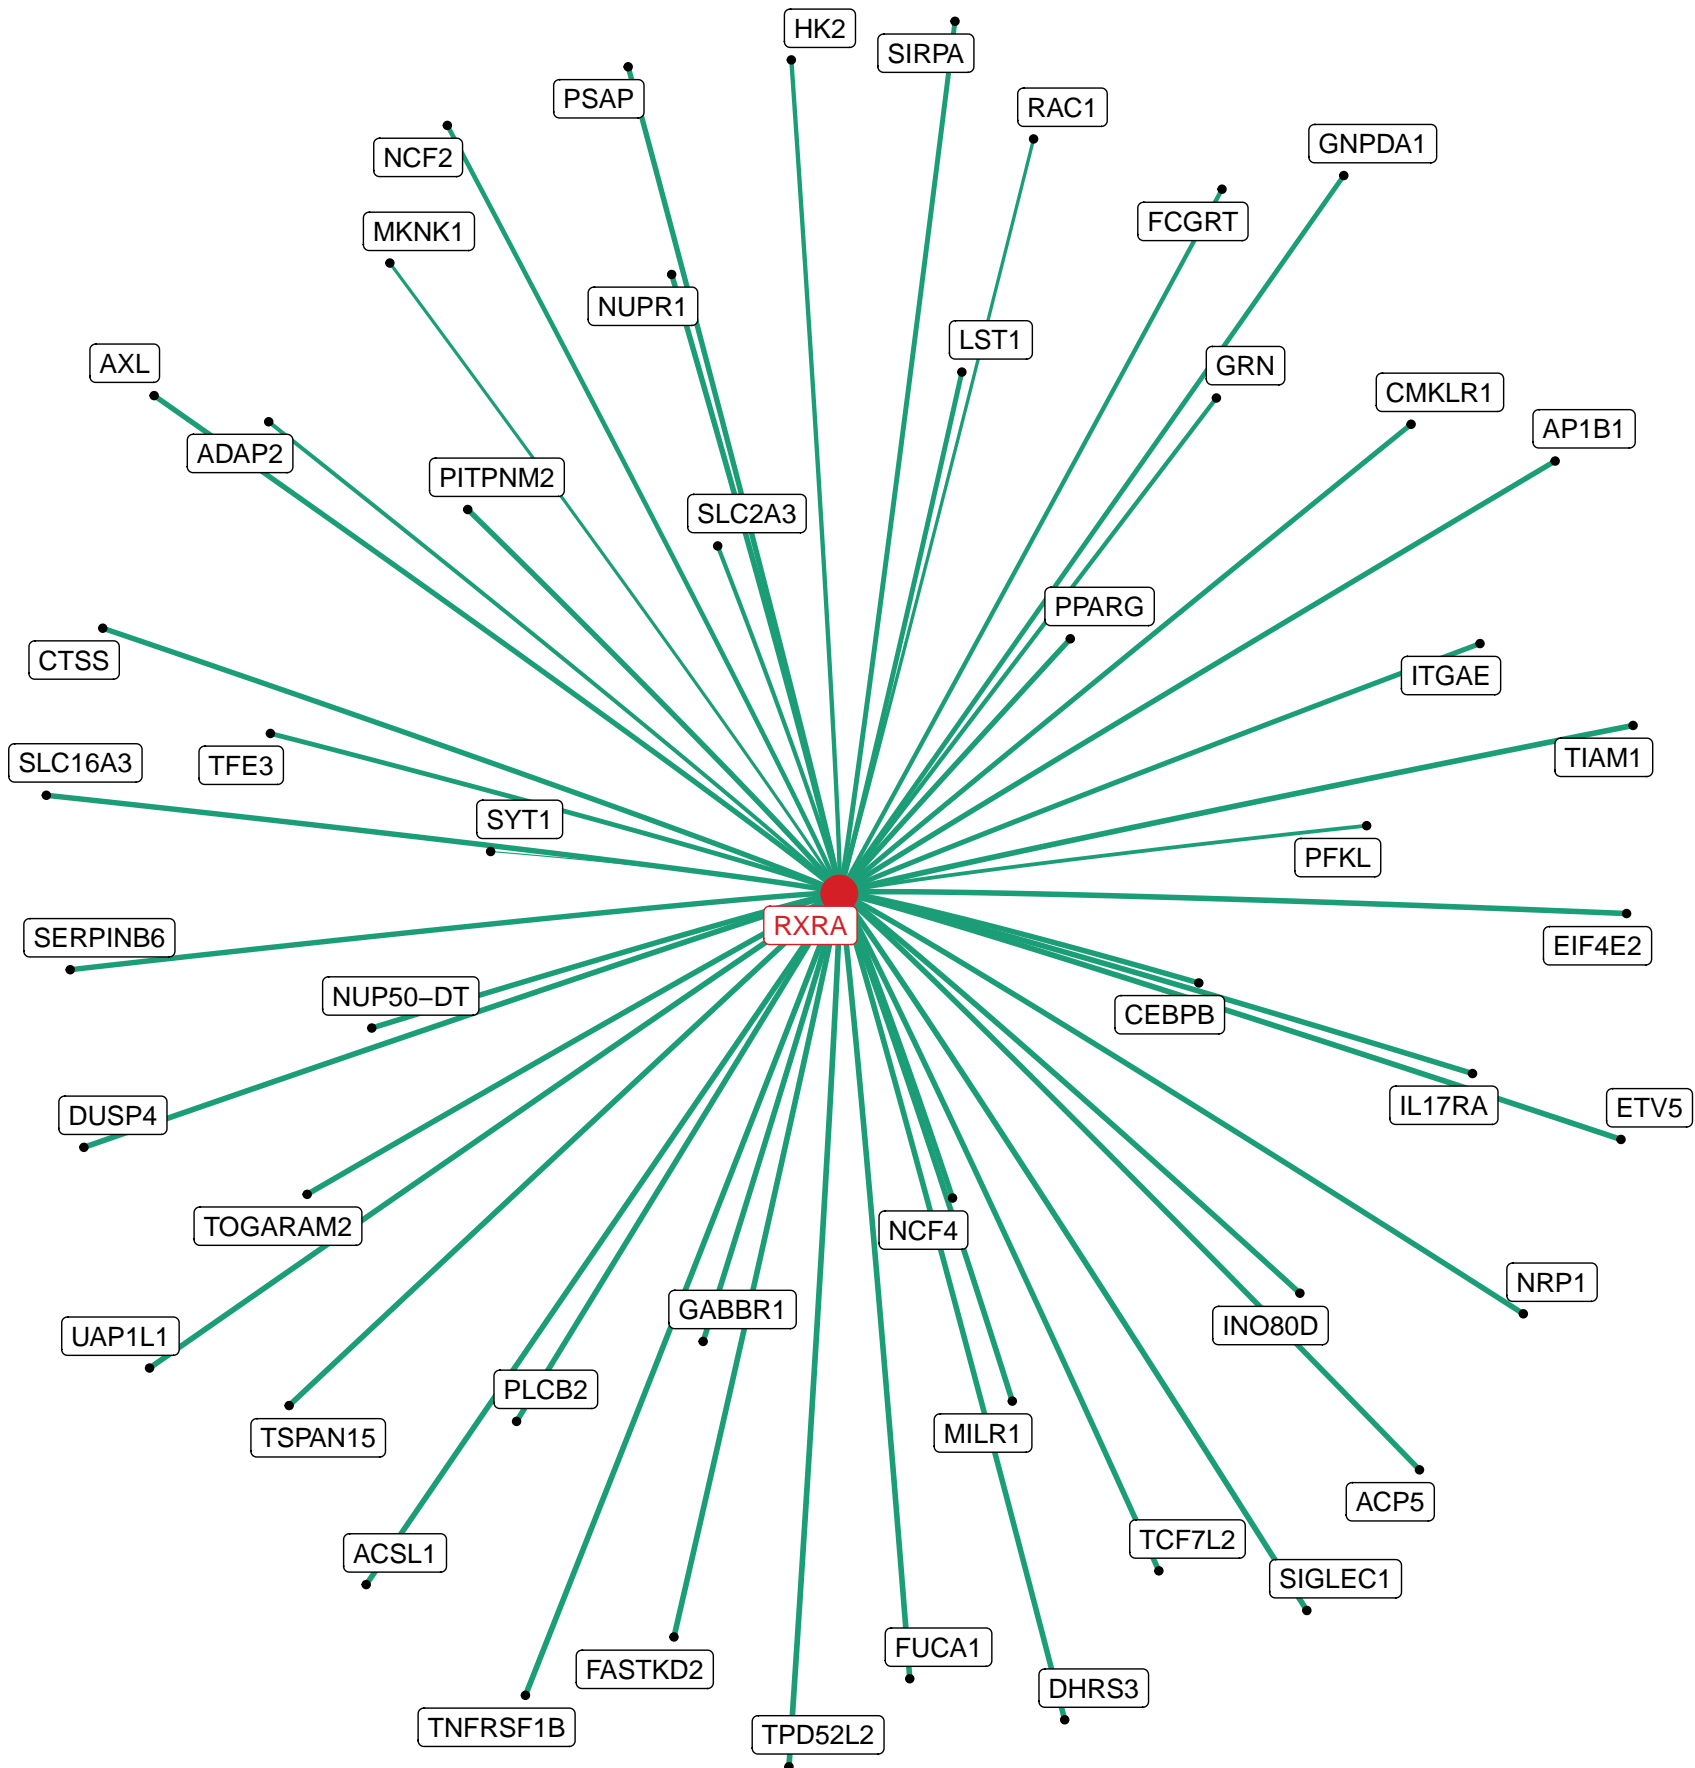 HK2
SIRPA
PSAP
RAC1
GNPDA1
NCF2
FCGRT
MKNK1
NUPR1
LST1
AXL
GRN
CMKLR1
AP1B1
ADAP2
PITPNM2
SLC2A3
PPARG
CTSS
ITGAE
SLC16A3
TFE3
TIAM1
SYT1
PFKL
RXRA
SERPINB6
EIF4E2
NUP50–DT
CEBPB
DUSP4
IL17RA
ETV5
TOGARAM2
NCF4
NRP1
GABBR1
INO80D
UAP1L1
PLCB2
TSPAN15
MILR1
ACP5
TCF7L2
ACSL1
SIGLEC1
FUCA1
FASTKD2
DHRS3
TNFRSF1B
TPD52L2